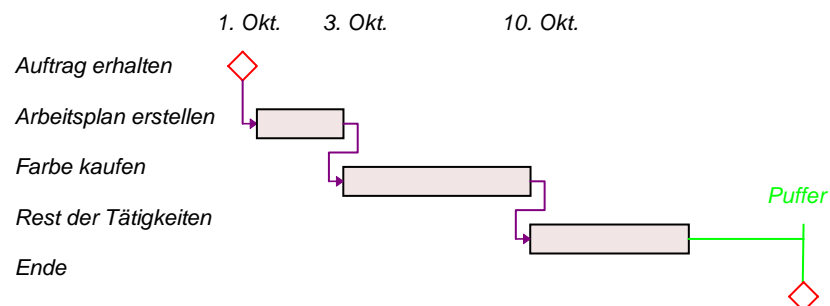 1. Okt. 3. Okt. 10. Okt.
Auftrag erhalten
Arbeitsplan erstellen
Farbe kaufen
Puffer
Rest der Tätigkeiten
Ende